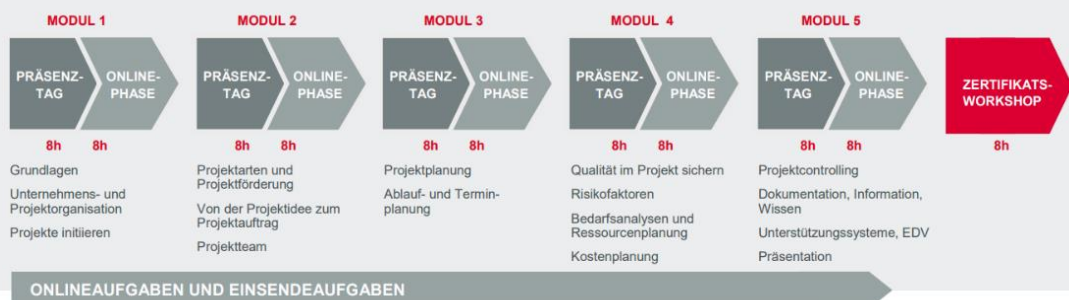 MODUL 1
PRÄSENZ-
TAG
ONLINE-
PHASE
8h 8h
Grundlagen
Unternehmens- und
Projektorganisation
Projekte initiieren
MODUL 2
PRÄSENZ-
TAG
ONLINE-
PHASE
8h 8h
Projektarten und
Projektförderung
Von der Projektidee zum
Projektauftrag
Projektteam
MODUL 3
PRÄSENZ-
TAG
ONLINE-
PHASE
8h 8h
Projektplanung
Ablauf- und Termin-
planung
MODUL 4
PRÄSENZ-
TAG
ONLINE-
PHASE
8h 8h
Qualität im Projekt sichern
Risikofaktoren
Bedarfsanalysen und
Ressourcenplanung
Kostenplanung
MODUL 5
PRÄSENZ-
TAG
ONLINE-
PHASE
8h 8h
Projektcontrolling
Dokumentation, Information,
Wissen
Unterstützungssysteme, EDV
Präsentation
ZERTIFIKATS-
WORKSHOP
8h
ONLINEAUFGABEN UND EINSENDEAUFGABEN